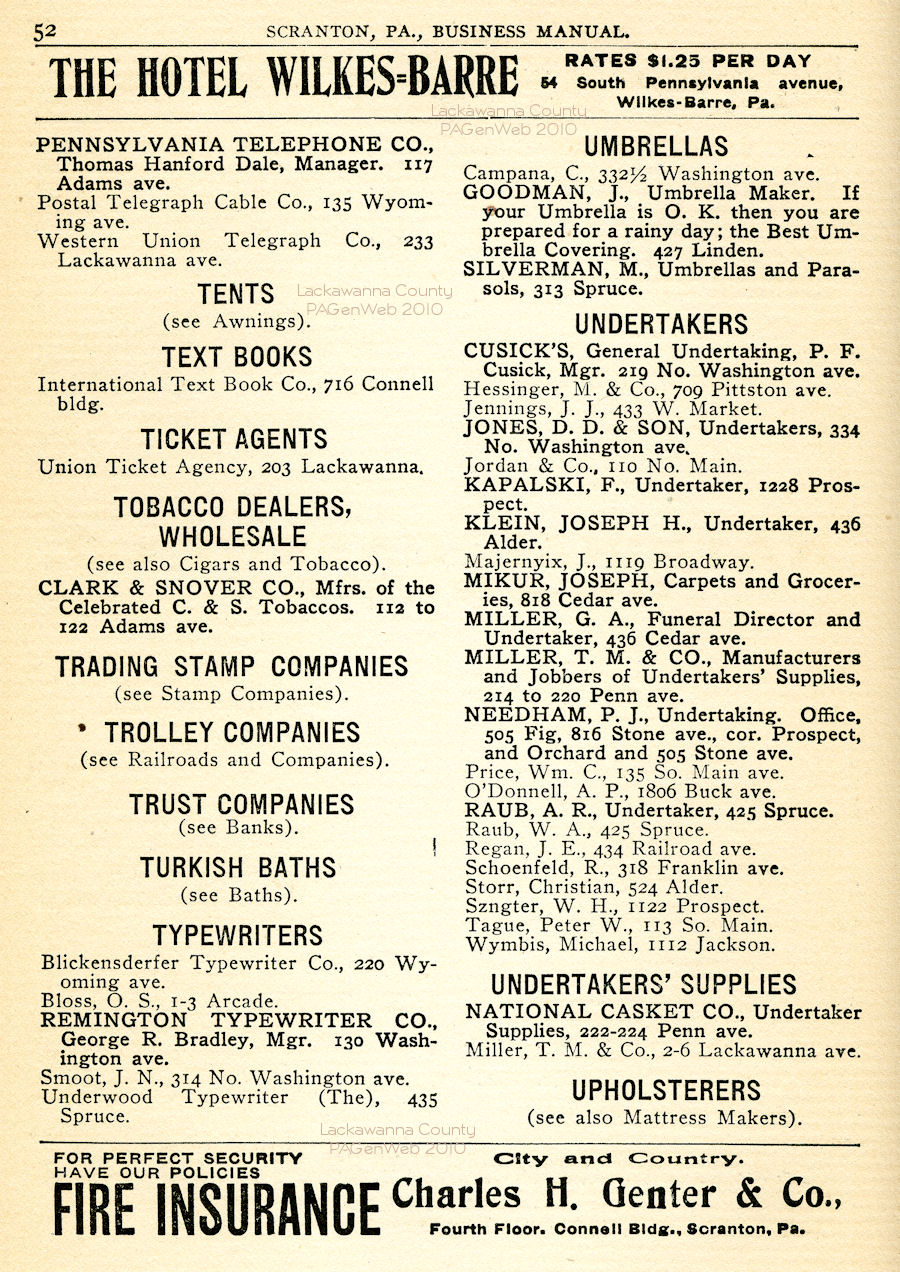 52
SCRANTON, PA., BUSINESS MANUAL.
THE HOTEL WILKES=BARRE
RATES $1.25 PER DAY
54 South Pennsylvania avenue,
Wilkes-Barre, Pa.
Lackawanna County
PAGenWeb 2010
PENNSYLVANIA TELEPHONE CO.,
Thomas Hanford Dale, Manager. 117
Adams ave.
Postal Telegraph Cable Co., 135 Wyom-
ing ave.
Western Union Telegraph Co., 233
Lackawanna ave.
TENTS
(see Awnings).
Lackawanna County
PAGenWeb 2010
TEXT BOOKS
International Text Book Co., 716 Connell
bldg.
TICKET AGENTS
Union Ticket Agency, 203 Lackawanna.
TOBACCO DEALERS,
WHOLESALE
(see also Cigars and Tobacco).
CLARK & SNOVER CO., Mfrs. of the
Celebrated C. & S. Tobaccos. 112 to
122 Adams ave.
TRADING STAMP COMPANIES
(see Stamp Companies).
TROLLEY COMPANIES
(see Railroads and Companies).
TRUST COMPANIES
(see Banks).
TURKISH BATHS
(see Baths).
TYPEWRITERS
Blickensderfer Typewriter Co., 220 Wy-
oming ave.
Bloss, O. S., 1-3 Arcade.
REMINGTON TYPEWRITER CO.,
George R. Bradley, Mgr. 130 Wash-
ington ave.
Smoot, J. N., 314 No. Washington ave.
Underwood Typewriter (The), 435
Spruce.
UMBRELLAS
Campana, C., 332½ Washington ave.
GOODMAN, J., Umbrella Maker. If
your Umbrella is O. K. then you are
prepared for a rainy day; the Best Um-
brella Covering. 427 Linden.
SILVERMAN, M., Umbrellas and Para-
sols, 313 Spruce.
UNDERTAKERS
CUSICK'S, General Undertaking, P. F.
Cusick, Mgr. 219 No. Washington ave.
Hessinger, M. & Co., 709 Pittston ave.
Jennings, J. J., 433 W. Market.
JONES, D. D. & SON, Undertakers, 334
No. Washington ave.
Jordan & Co., 110 No. Main.
KAPALSKI, F., Undertaker, 1228 Pros-
pect.
KLEIN, JOSEPH H., Undertaker, 436
Alder.
Majernyix, J., 1119 Broadway.
MIKUR, JOSEPH, Carpets and Grocer-
ies, 818 Cedar ave.
MILLER, G. A., Funeral Director and
Undertaker, 436 Cedar ave.
MILLER, T. M. & CO., Manufacturers
and Jobbers of Undertakers' Supplies,
214 to 220 Penn ave.
NEEDHAM, P. J., Undertaking. Office,
505 Fig, 816 Stone ave., cor. Prospect,
and Orchard and 505 Stone ave.
Price, Wm. C., 135 So. Main ave.
O'Donnell, A. P., 1806 Buck ave.
RAUB, A. R., Undertaker, 425 Spruce.
Raub, W. A., 425 Spruce.
Regan, J. E., 434 Railroad ave.
Schoenfeld, R., 318 Franklin ave.
Storr, Christian, 524 Alder.
Szngter, W. H., 1122 Prospect.
Tague, Peter W., 113 So. Main.
Wymbis, Michael, 1112 Jackson.
UNDERTAKERS' SUPPLIES
NATIONAL CASKET CO., Undertaker
Supplies, 222-224 Penn ave.
Miller, T. M. & Co., 2-6 Lackawanna ave.
UPHOLSTERERS
(see also Mattress Makers).
Lackawanna County
PAGenWeb 2010
FOR PERFECT SECURITY
HAVE OUR POLICIES
FIRE INSURANCE
City and Country.
Charles H. Genter & Co.,
Fourth Floor. Connell Bldg., Scranton, Pa.